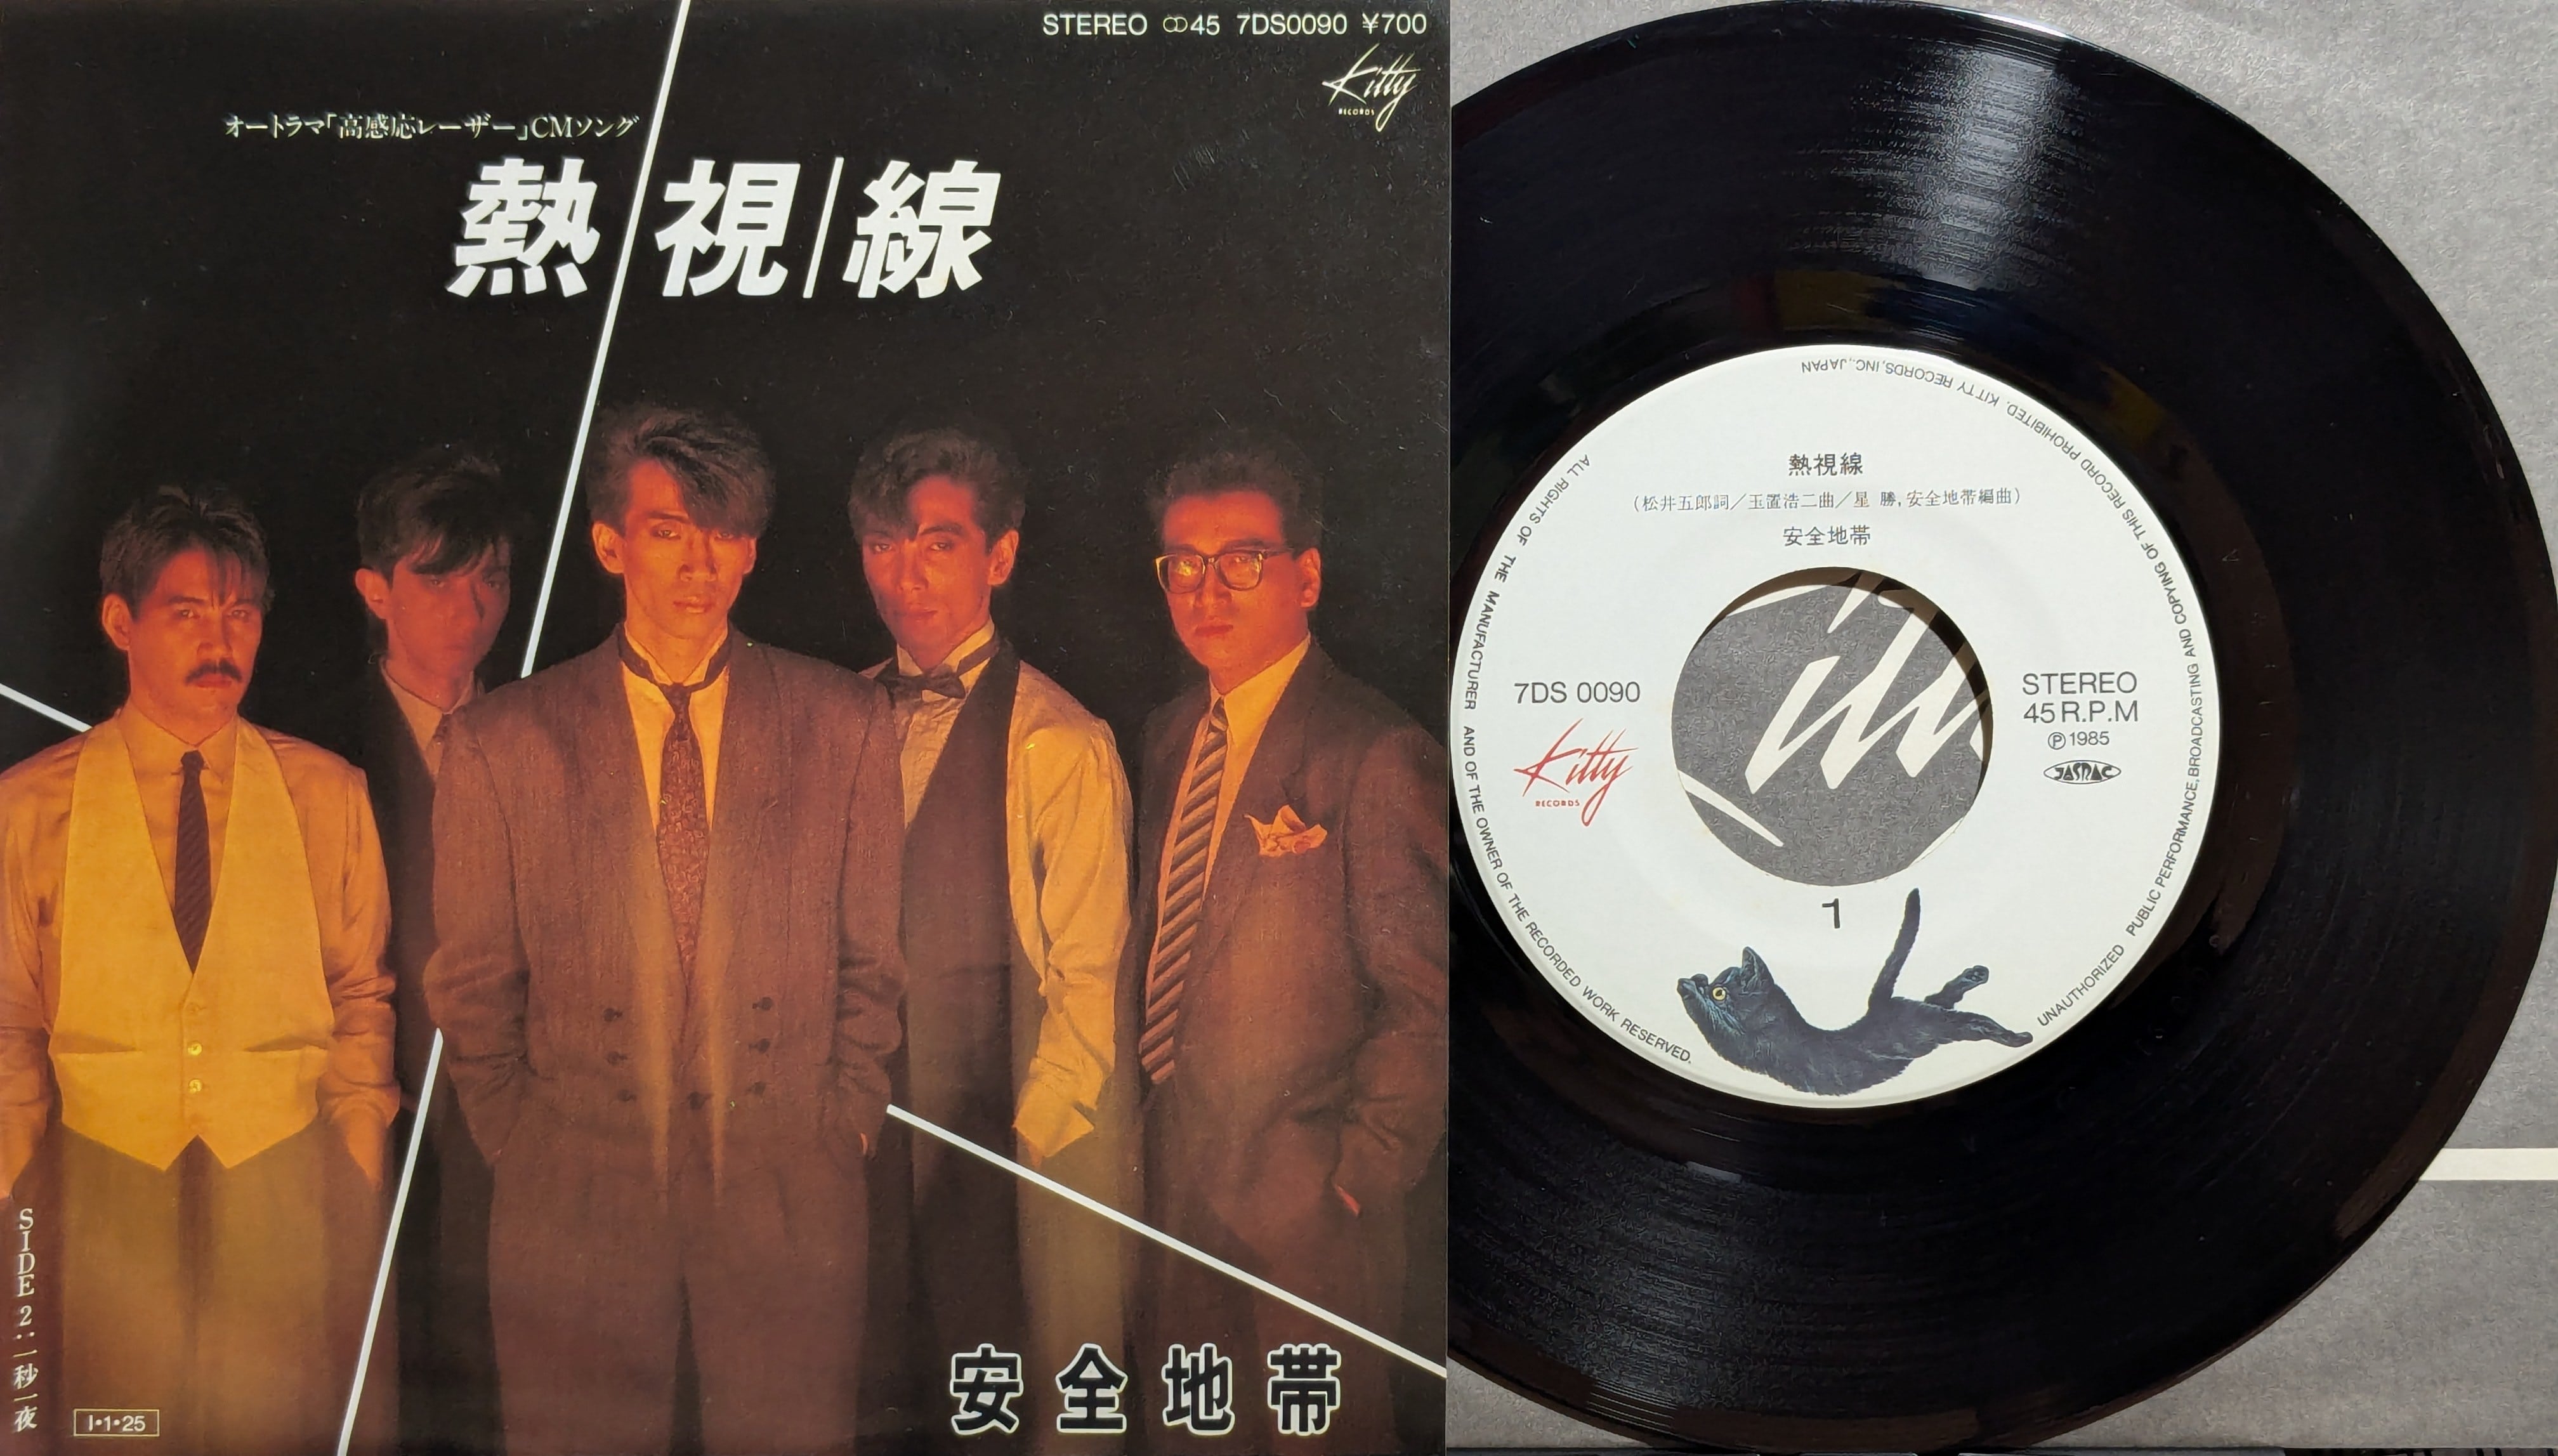 STEREO ○○45 7DS0090 ¥700
Kitty
RECORDS
オートラマ「高感応レーザー」CMソング
熱視線
安全地帯
SIDE 2:一秒一夜
I•1•25
ALL RIGHTS OF THE MANUFACTURER AND OF THE OWNER OF THE RECORDED WORK RESERVED.
UNAUTHORIZED PUBLIC PERFORMANCE, BROADCASTING AND COPYING OF THIS RECORD PROHIBITED. KITTY RECORDS, INC., JAPAN
熱視線
(松井五郎詞/玉置浩二曲/星 勝,安全地帯編曲)
安全地帯
7DS 0090
Kitty
RECORDS
STEREO
45 R.P.M
Ⓟ1985
JASRAC
1